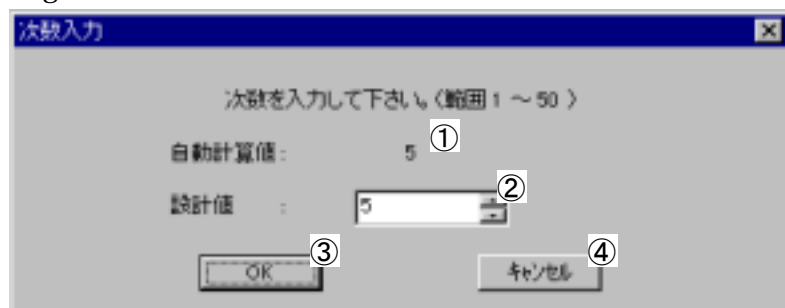 次数入力
次数を入力して下さい。(範囲 1 ~ 50 )
自動計算値: 5 ①
設計値 : 5 ②
OK ③ キャンセル ④